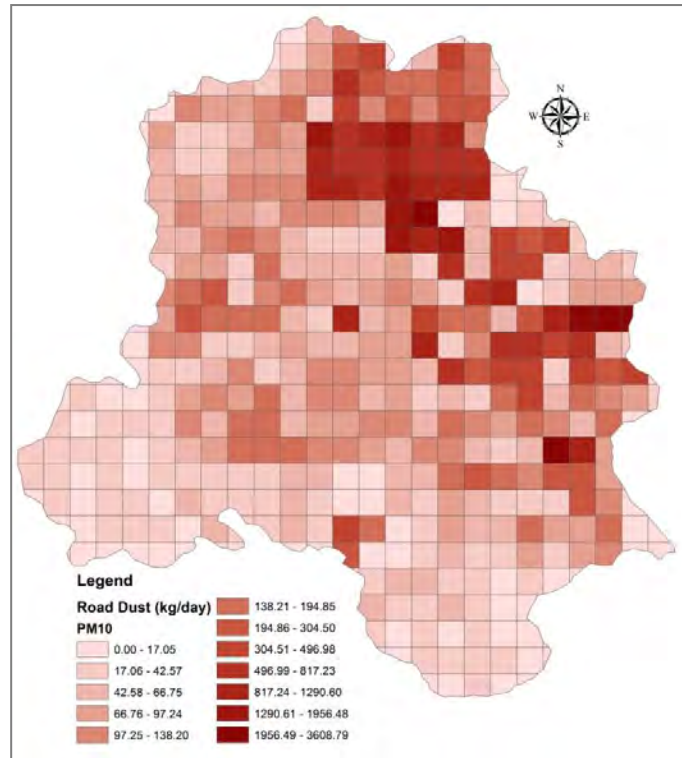 N
W E
S
Legend
Road Dust (kg/day)
PM10
0.00 - 17.05
17.06 - 42.57
42.58 - 66.75
66.76 - 97.24
97.25 - 138.20
138.21 - 194.85
194.86 - 304.50
304.51 - 496.98
496.99 - 817.23
817.24 - 1290.60
1290.61 - 1956.48
1956.49 - 3608.79